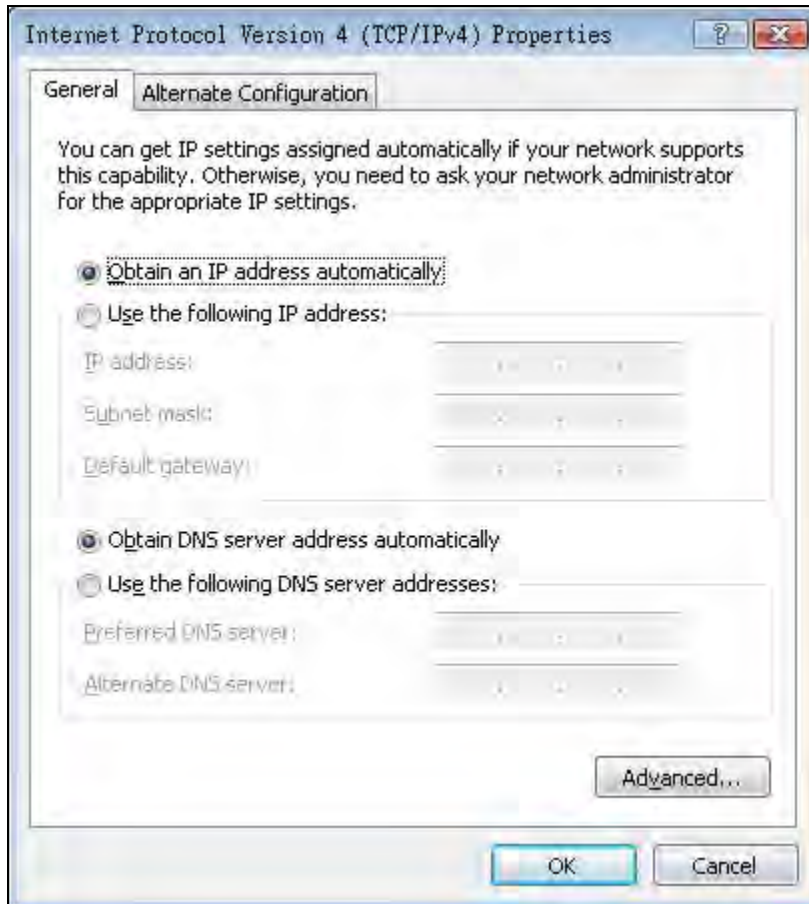 Internet Protocol Version 4 (TCP/IPv4) Properties
General
Alternate Configuration
You can get IP settings assigned automatically if your network supports
this capability. Otherwise, you need to ask your network administrator
for the appropriate IP settings.
Obtain an IP address automatically
Use the following IP address:
IP address:
Subnet mask:
Default gateway:
Obtain DNS server address automatically
Use the following DNS server addresses:
Preferred DNS server:
Alternate DNS server:
Advanced...
OK
Cancel